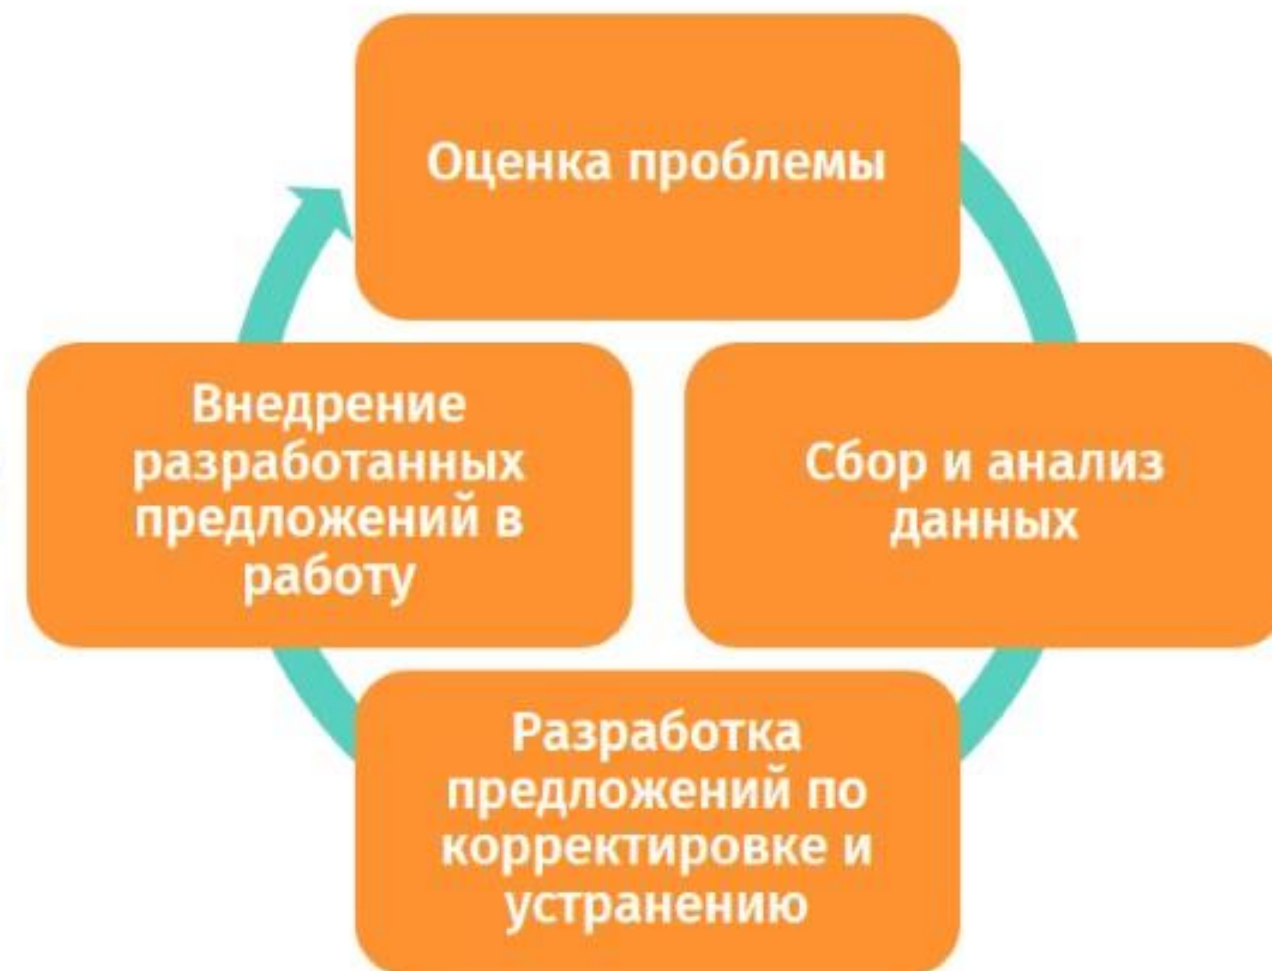 Оценка проблемы
Сбор и анализ
данных
Разработка
предложений по
корректировке и
устранению
Внедрение
разработанных
предложений в
работу